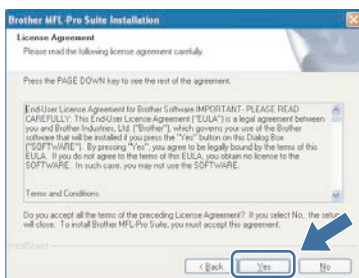 Brother MFL-Pro Suite Installation
License Agreement
Please read the following license agreement carefully.
Press the PAGE DOWN key to see the rest of the agreement.
End-User License Agreement for Brother Software IMPORTANT- PLEASE READ
CAREFULLY: This End-User License Agreement ("EULA") is a legal agreement between
you and Brother Industries, Ltd. ("Brother"), which governs your use of the Brother
software that will be installed if you press the "Yes" button on this Dialog Box
("SOFTWARE"). By pressing "Yes", you agree to be legally bound by the terms of this
EULA. If you do not agree to the terms of this EULA, you obtain no license to the
SOFTWARE. In such case, you may not use the SOFTWARE.
Terms and Conditions.
Do you accept all the terms of the preceding License Agreement? If you select No, the setup
will close. To install Brother MFL-Pro Suite, you must accept this agreement.
InstallShield
< Back
Yes
No